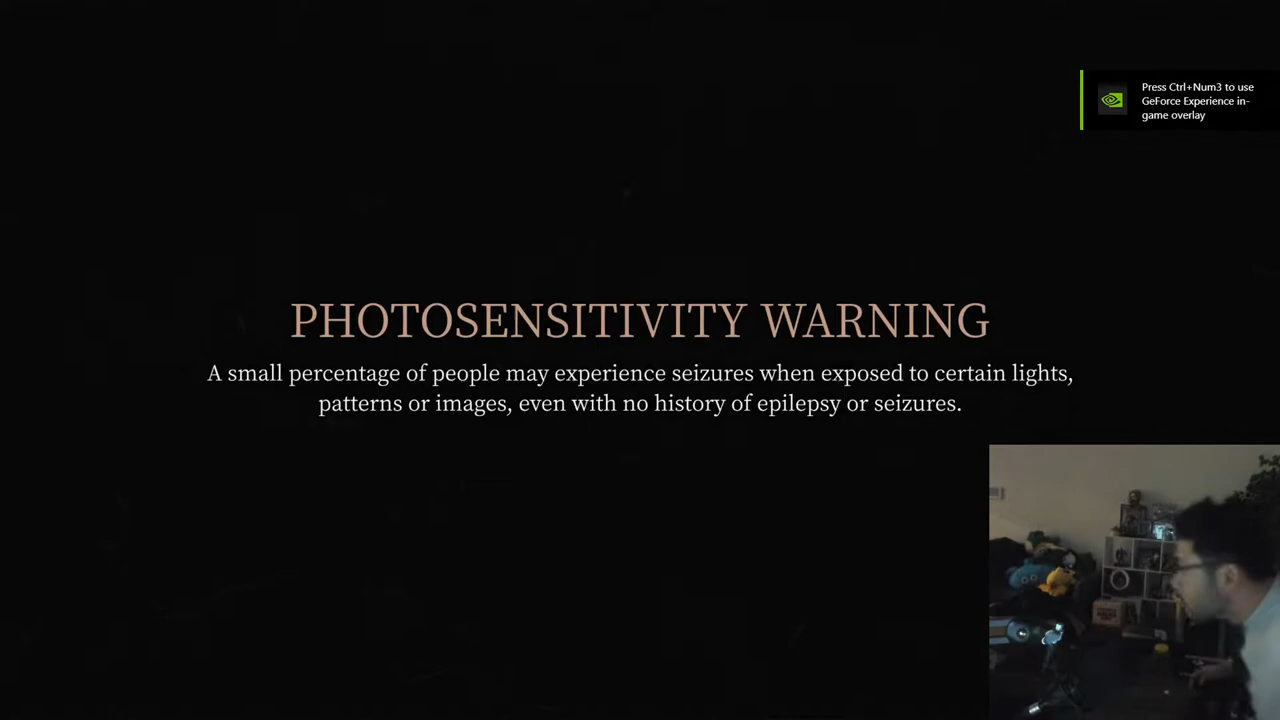 Press Ctrl+Num3 to use
GeForce Experience in-
game overlay
PHOTOSENSITIVITY WARNING
A small percentage of people may experience seizures when exposed to certain lights,
patterns or images, even with no history of epilepsy or seizures.